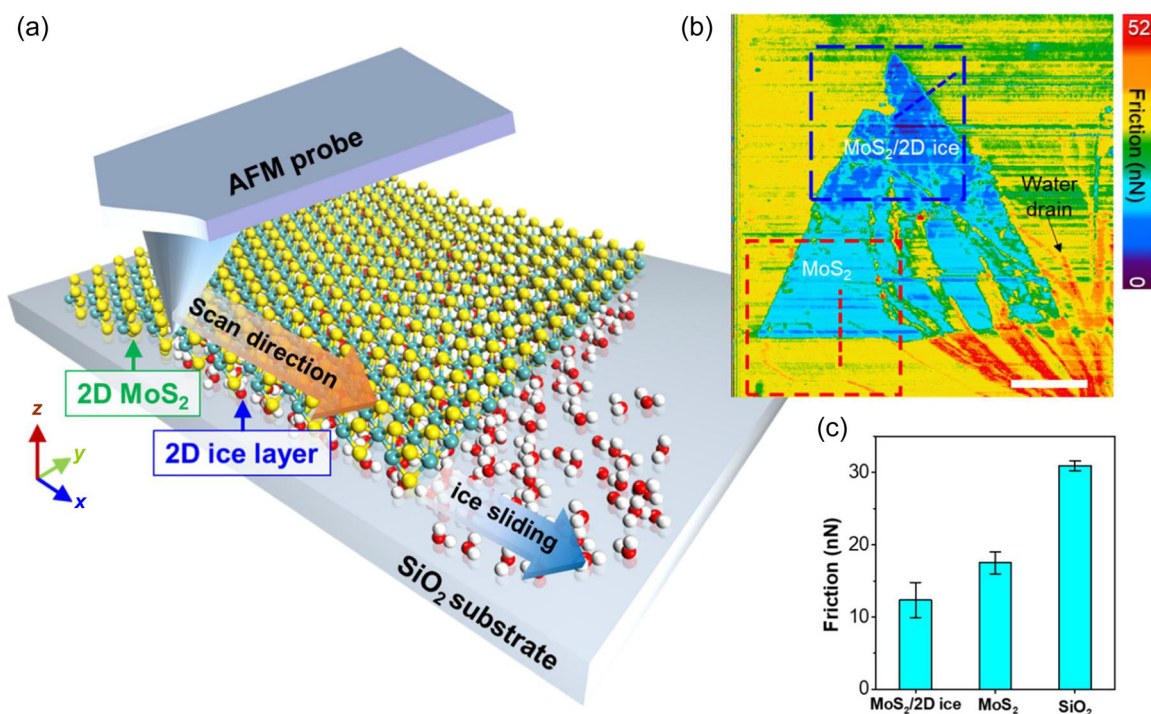 (a)
AFM probe
Scan direction
2D MoS₂
2D ice layer
z
y
x
ice sliding
SiO₂ substrate
(b)
MoS₂/2D ice
Water
drain
MoS₂
52
Friction (nN)
0
(c)
Friction (nN)
30
20
10
0
MoS₂/2D ice
MoS₂
SiO₂